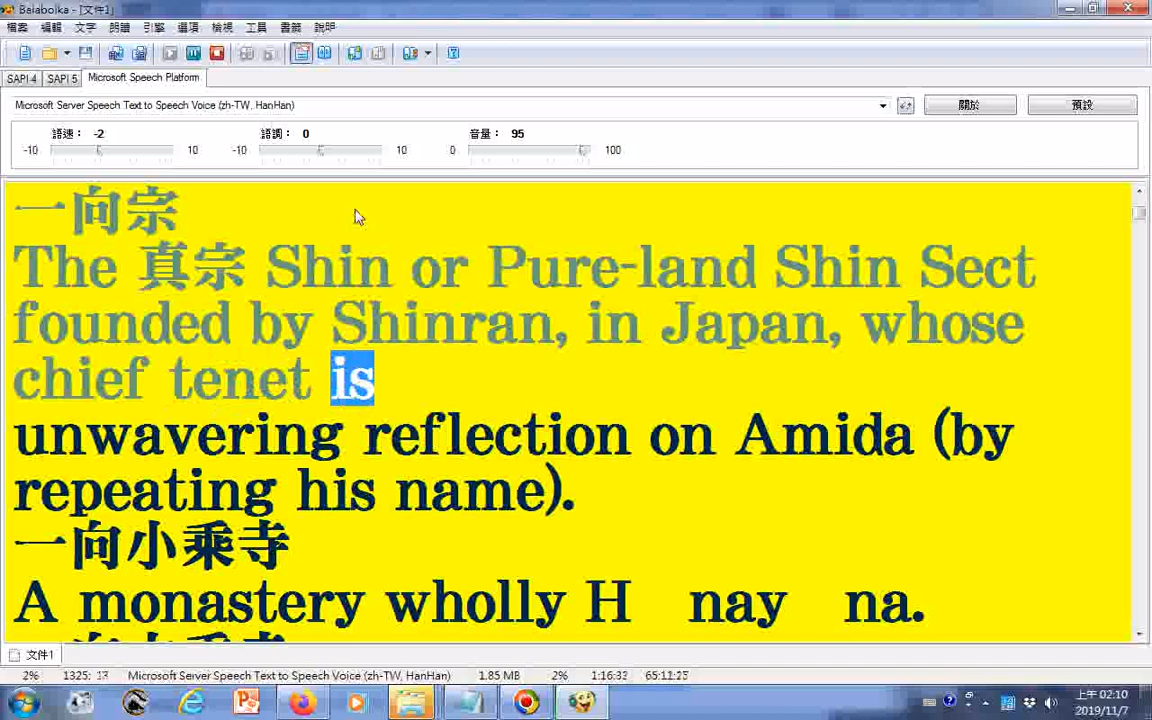 Balabolka - [文件1]
檔案 編輯 文字 朗讀 引擎 選項 檢視 工具 書籤 說明
SAPI 4 SAPI 5 Microsoft Speech Platform
Microsoft Server Speech Text to Speech Voice (zh-TW, HanHan) 關於 預設
語速： -2 語調： 0 音量： 95
-10 10 -10 10 0 100
一向宗
The 真宗 Shin or Pure-land Shin Sect
founded by Shinran, in Japan, whose
chief tenet is
unwavering reflection on Amida (by
repeating his name).
一向小乘寺
A monastery wholly H nay na.
文件1
2% 1325: 17 Microsoft Server Speech Text to Speech Voice (zh-TW, HanHan) 1.85 MB 2% 1:16:33 65:11:25
上午 02:10
2019/11/7